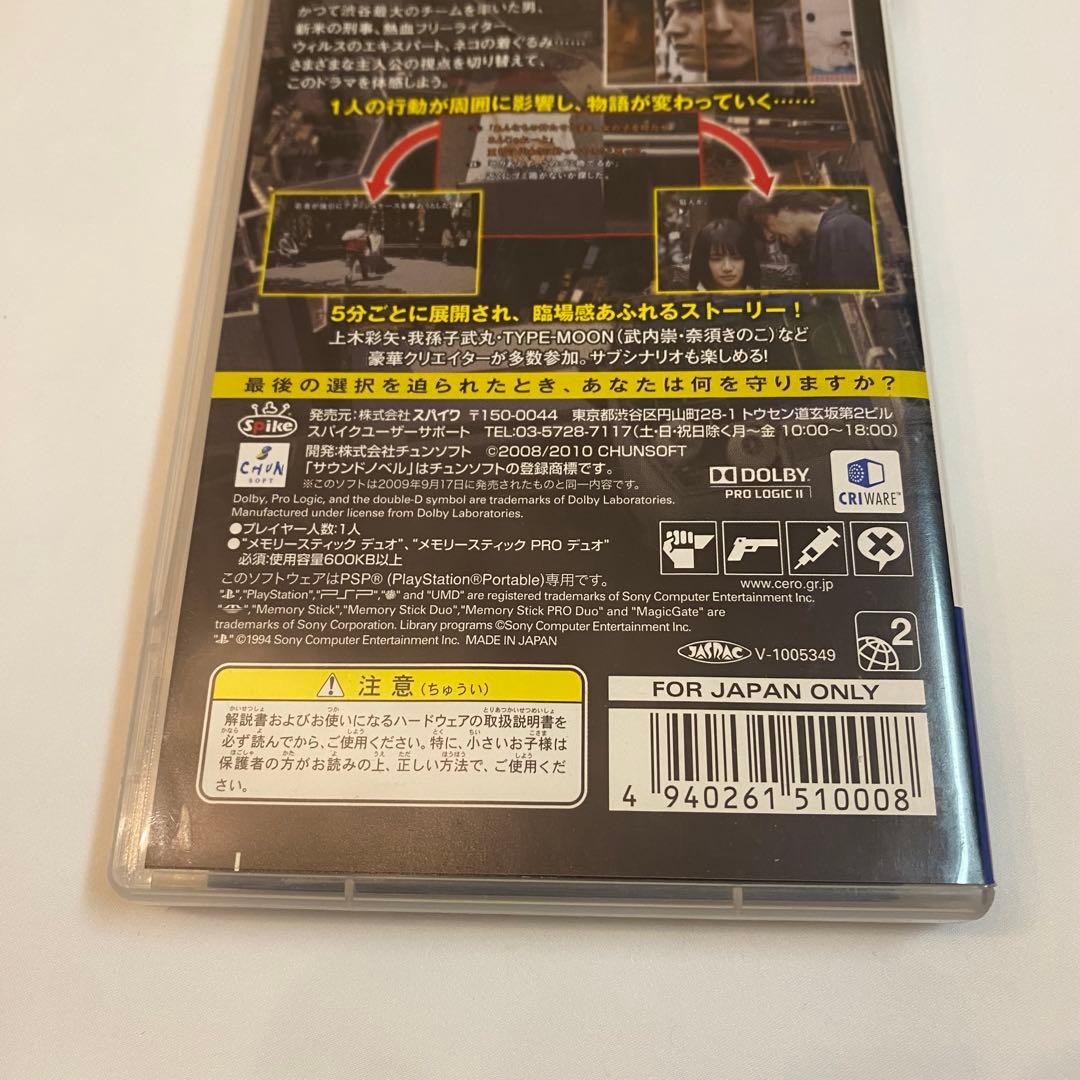 かつて渋谷最大のチームを率いた男、
新米の刑事、熱血フリーライター、
ウィルスのエキスパート、ネコの着ぐるみ……
さまざまな主人公の視点を切り替えて、
このドラマを体感しよう。
1人の行動が周囲に影響し、物語が変わっていく……
5分ごとに展開され、臨場感あふれるストーリー！
上木彩矢・我孫子武丸・TYPE-MOON（武内崇・奈須きのこ）など
豪華クリエイターが多数参加。サブシナリオも楽しめる！
最後の選択を迫られたとき、あなたは何を守りますか？
Spike
発売元：株式会社 スパイク 〒150-0044 東京都渋谷区円山町28-1 トウセン道玄坂第2ビル
スパイクユーザーサポート TEL:03-5728-7117（土・日・祝日除く月〜金 10:00〜18:00）
CHUN SOFT
開発：株式会社チュンソフト ©2008/2010 CHUNSOFT
「サウンドノベル」はチュンソフトの登録商標です。
※このソフトは2009年9月17日に発売されたものと同一内容です。
Dolby, Pro Logic, and the double-D symbol are trademarks of Dolby Laboratories.
Manufactured under license from Dolby Laboratories.
DOLBY
PRO LOGIC II
CRIWARE™
●プレイヤー人数：1人
●“メモリースティック デュオ”、“メモリースティック PRO デュオ”
必須：使用容量600KB以上
www.cero.gr.jp
このソフトウェアはPSP® (PlayStation®Portable)専用です。
"PlayStation", "PSP", and "UMD" are registered trademarks of Sony Computer Entertainment Inc.
"Memory Stick","Memory Stick Duo","Memory Stick PRO Duo" and "MagicGate" are
trademarks of Sony Corporation. Library programs ©Sony Computer Entertainment Inc.
©1994 Sony Computer Entertainment Inc. MADE IN JAPAN
JASRAC V-1005349
2
注意（ちゅうい）
解説書およびお使いになるハードウェアの取扱説明書を
必ず読んでから、ご使用ください。特に、小さいお子様は
保護者の方がお読みの上、正しい方法で、ご使用くだ
さい。
FOR JAPAN ONLY
4 940261 510008